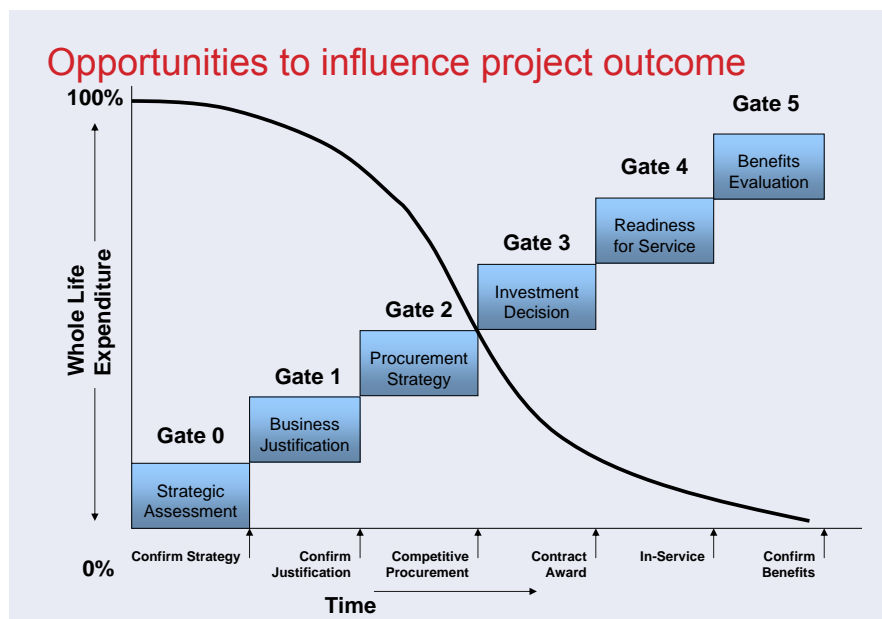 Opportunities to influence project outcome
100%
Gate 5
Benefits
Evaluation
Gate 4
Readiness
for Service
Gate 3
Investment
Decision
Gate 2
Procurement
Strategy
Gate 1
Business
Justification
Gate 0
Strategic
Assessment
Whole Life
Expenditure
0%
Confirm Strategy
Confirm
Justification
Competitive
Procurement
Contract
Award
In-Service
Confirm
Benefits
Time